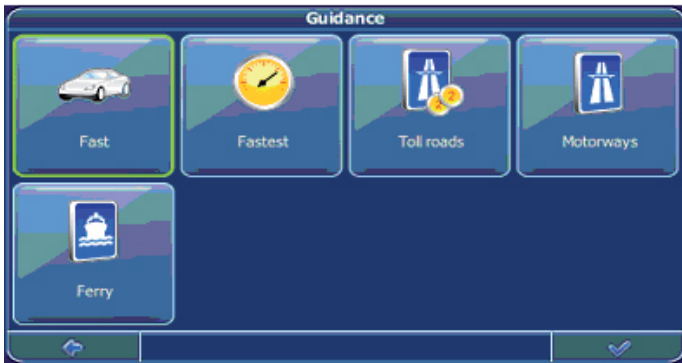 Guidance
Fast
Fastest
Toll roads
Motorways
Ferry